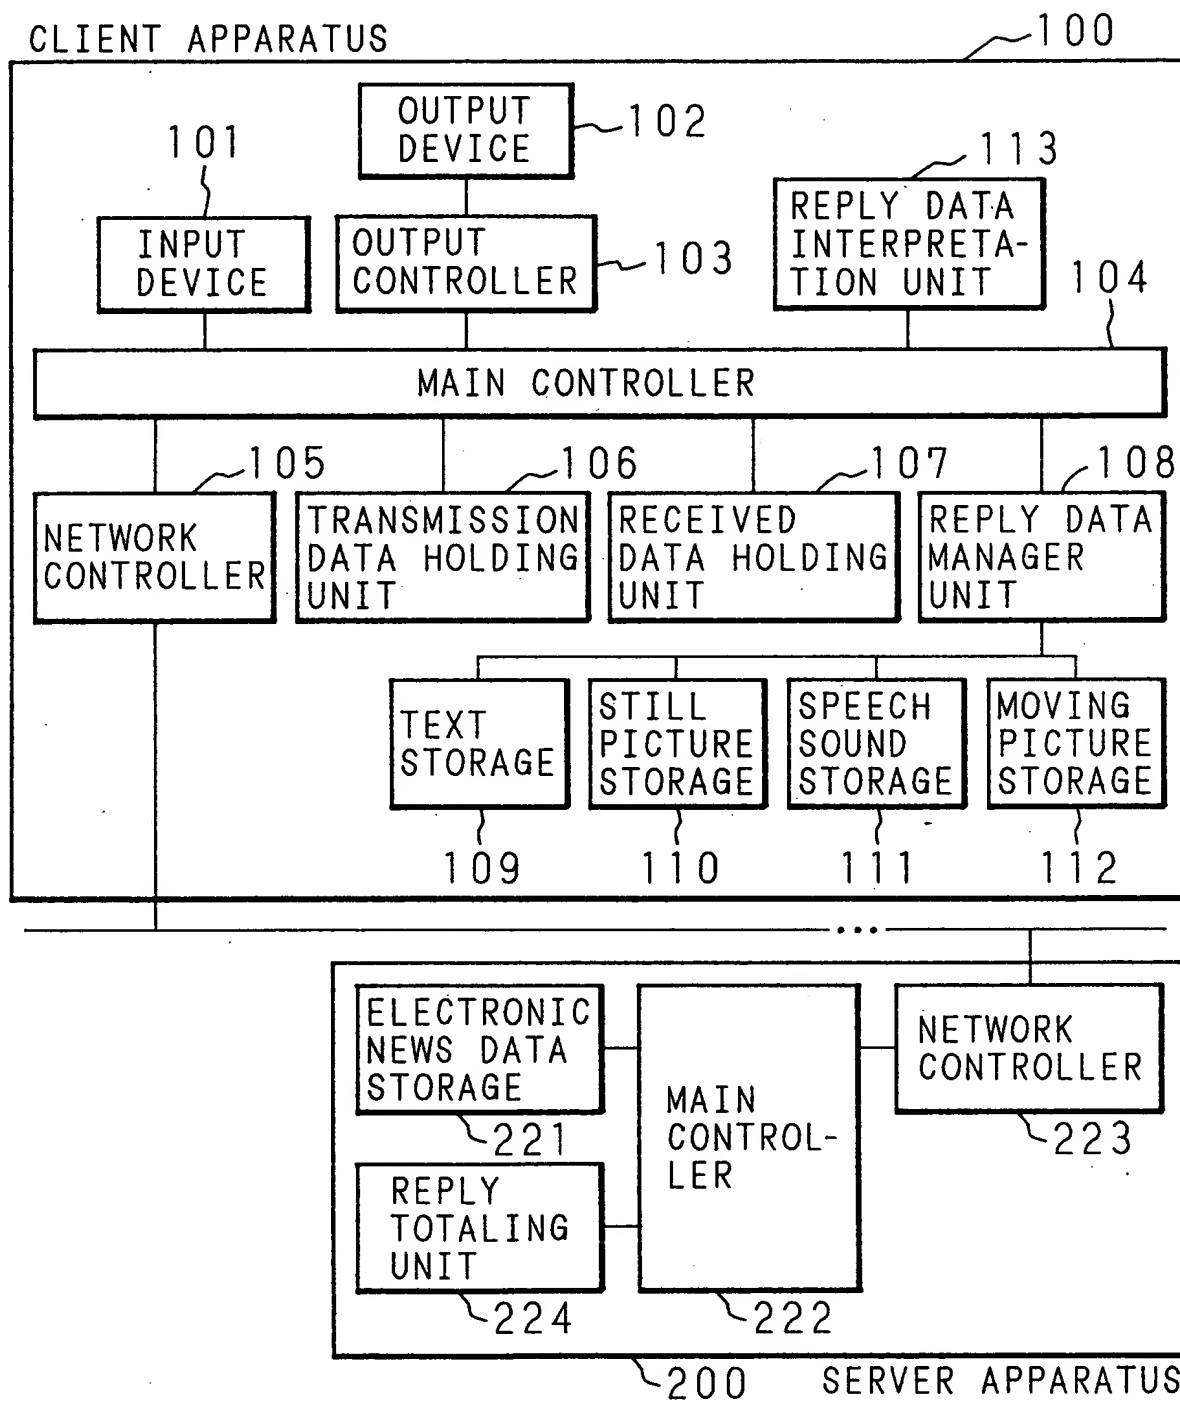 CLIENT APPARATUS
100
OUTPUT
DEVICE
102
101
113
INPUT
DEVICE
OUTPUT
CONTROLLER
103
REPLY DATA
INTERPRETA-
TION UNIT
104
MAIN CONTROLLER
105
106
107
108
NETWORK
CONTROLLER
TRANSMISSION
DATA HOLDING
UNIT
RECEIVED
DATA HOLDING
UNIT
REPLY DATA
MANAGER
UNIT
TEXT
STORAGE
STILL
PICTURE
STORAGE
SPEECH
SOUND
STORAGE
MOVING
PICTURE
STORAGE
109
110
111
112
...
ELECTRONIC
NEWS DATA
STORAGE
221
MAIN
CONTROL-
LER
NETWORK
CONTROLLER
223
REPLY
TOTALING
UNIT
224
222
200
SERVER APPARATUS